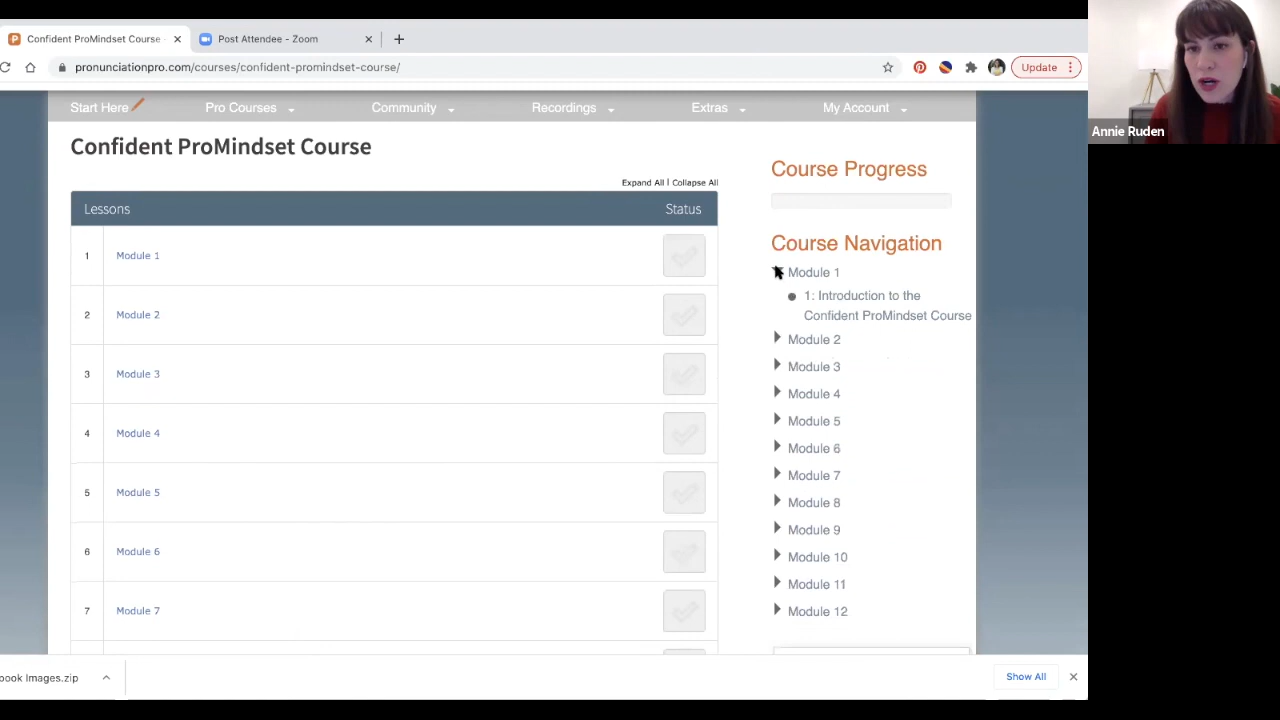 Confident ProMindset Course
Post Attendee - Zoom
pronunciationpro.com/courses/confident-promindset-course/
Update
Annie Ruden
Start Here
Pro Courses
Community
Recordings
Extras
My Account
Confident ProMindset Course
Expand All | Collapse All
Lessons
Status
1
Module 1
2
Module 2
3
Module 3
4
Module 4
5
Module 5
6
Module 6
7
Module 7
Course Progress
Course Navigation
Module 1
1: Introduction to the
Confident ProMindset Course
Module 2
Module 3
Module 4
Module 5
Module 6
Module 7
Module 8
Module 9
Module 10
Module 11
Module 12
book Images.zip
Show All